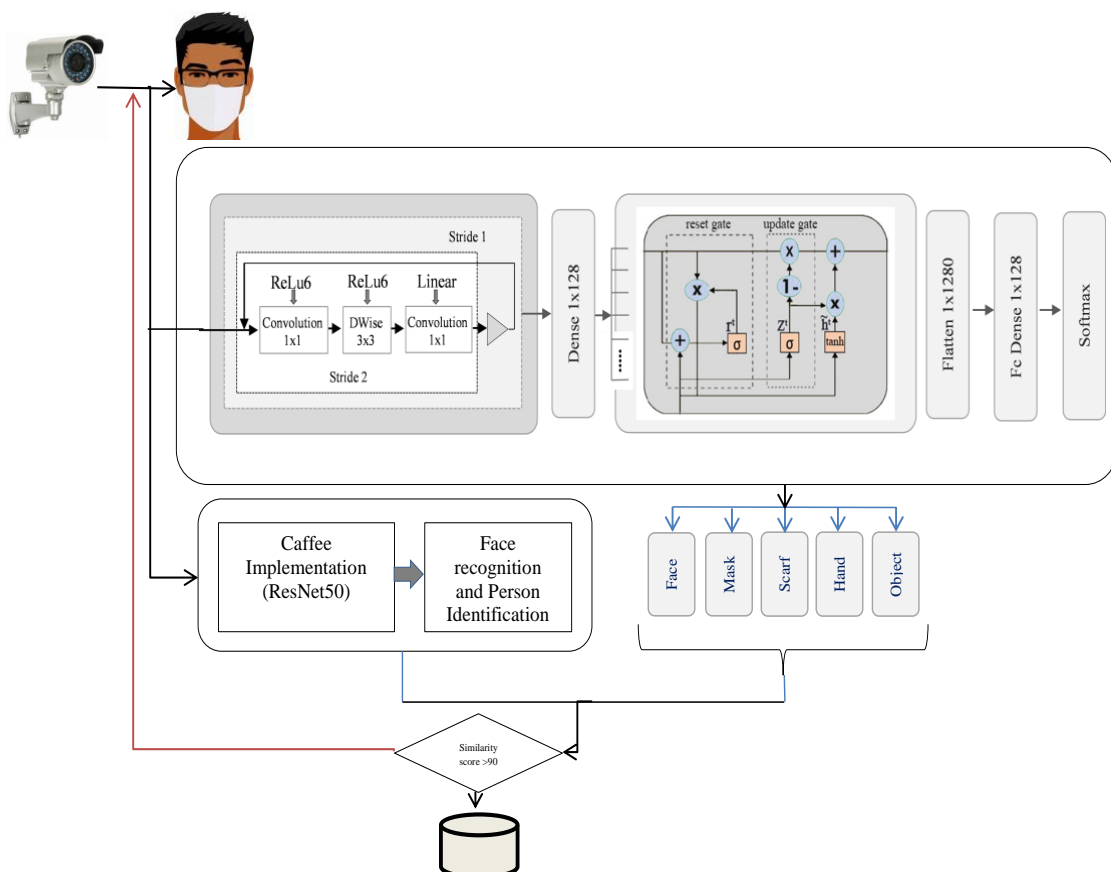 reset gate
update gate
Stride 1
ReLu6
ReLu6
Linear
Convolution
1x1
DWise
3x3
Convolution
1x1
Stride 2
Dense 1x128
x
x
+
1-
x
+
rᵗ
Zᵗ
h̃ᵗ
σ
σ
tanh
Flatten 1x1280
Fc Dense 1x128
Softmax
Caffee
Implementation
(ResNet50)
Face
recognition
and Person
Identification
Face
Mask
Scarf
Hand
Object
Similarity
score >90